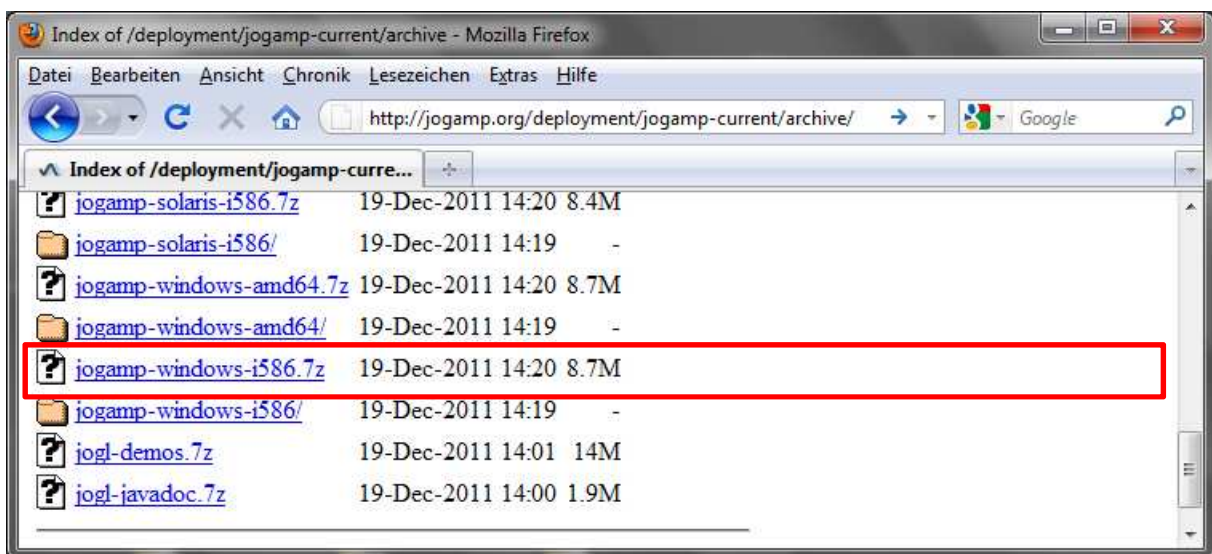 Index of /deployment/jogamp-current/archive - Mozilla Firefox
Datei Bearbeiten Ansicht Chronik Lesezeichen Extras Hilfe
http://jogamp.org/deployment/jogamp-current/archive/ Google
Index of /deployment/jogamp-curre...
jogamp-solaris-i586.7z 19-Dec-2011 14:20 8.4M
jogamp-solaris-i586/ 19-Dec-2011 14:19 -
jogamp-windows-amd64.7z 19-Dec-2011 14:20 8.7M
jogamp-windows-amd64/ 19-Dec-2011 14:19 -
jogamp-windows-i586.7z 19-Dec-2011 14:20 8.7M
jogamp-windows-i586/ 19-Dec-2011 14:19 -
jogl-demos.7z 19-Dec-2011 14:01 14M
jogl-javadoc.7z 19-Dec-2011 14:00 1.9M